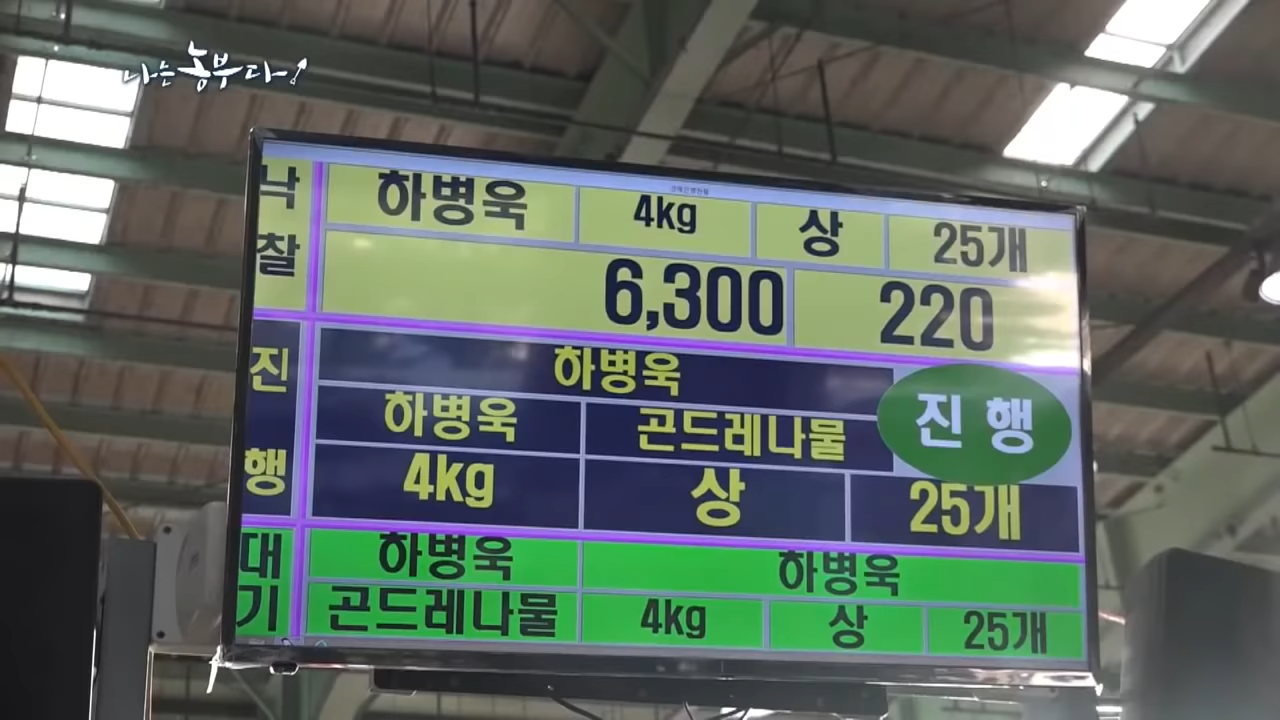 나는 농부다!
낙찰
하병욱 4kg 상 25개
6,300 220
진행
하병욱
진 행
하병욱 곤드레나물
4kg 상 25개
대기
하병욱 하병욱
곤드레나물 4kg 상 25개